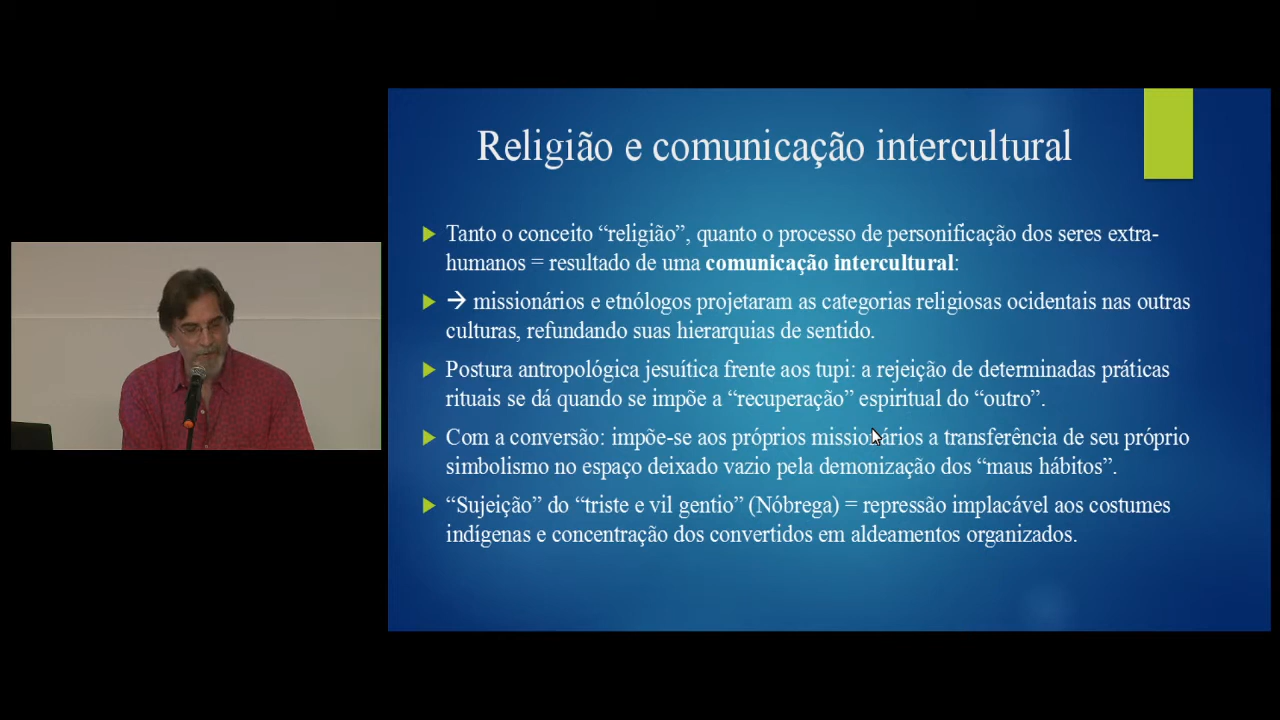 Religião e comunicação intercultural
Tanto o conceito “religião”, quanto o processo de personificação dos seres extra-
humanos = resultado de uma comunicação intercultural:
→ missionários e etnólogos projetaram as categorias religiosas ocidentais nas outras
culturas, refundando suas hierarquias de sentido.
Postura antropológica jesuítica frente aos tupi: a rejeição de determinadas práticas
rituais se dá quando se impõe a “recuperação” espiritual do “outro”.
Com a conversão: impõe-se aos próprios missionários a transferência de seu próprio
simbolismo no espaço deixado vazio pela demonização dos “maus hábitos”.
“Sujeição” do “triste e vil gentio” (Nóbrega) = repressão implacável aos costumes
indígenas e concentração dos convertidos em aldeamentos organizados.